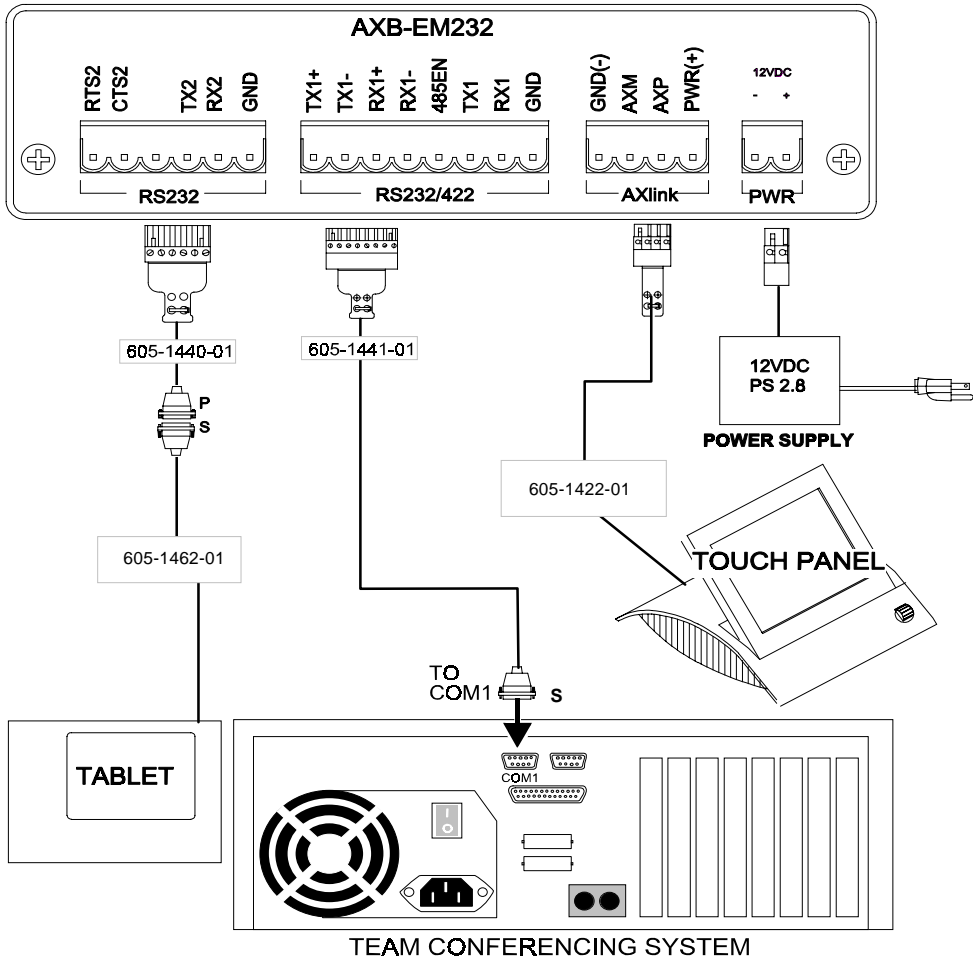 AXB-EM232
RTS2
CTS2
TX2
RX2
GND
TX1+
TX1-
RX1+
RX1-
485EN
TX1
RX1
GND
GND(-)
AXM
AXP
PWR(+)
12VDC
- +
RS232
RS232/422
AXlink
PWR
605-1440-01
605-1441-01
12VDC
PS 2.8
POWER SUPPLY
P
S
605-1422-01
605-1462-01
TOUCH PANEL
TO
COM1
S
TABLET
COM1
TEAM CONFERENCING SYSTEM